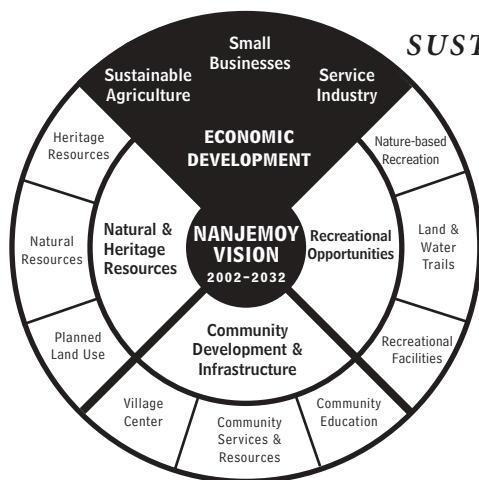 SUST
Small
Businesses
Sustainable
Agriculture
Service
Industry
ECONOMIC
DEVELOPMENT
Heritage
Resources
Nature-based
Recreation
Natural &
Heritage
Resources
NANJEMOY
VISION
2002-2032
Recreational
Opportunities
Natural
Resources
Land &
Water
Trails
Planned
Land Use
Community
Development &
Infrastructure
Recreational
Facilities
Village
Center
Community
Services &
Resources
Community
Education